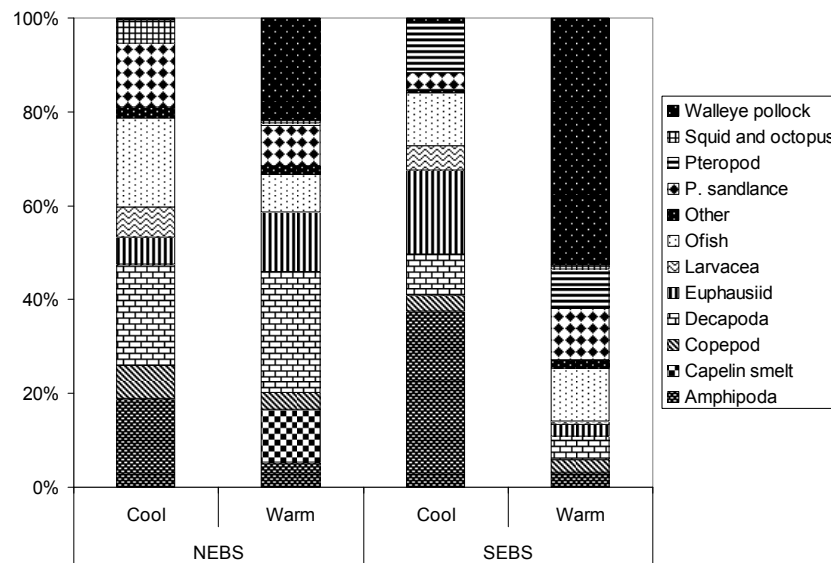 100%
80%
60%
40%
20%
0%
Cool Warm Cool Warm
NEBS SEBS
Walleye pollock
Squid and octopus
Pteropod
P. sandlance
Other
Ofish
Larvacea
Euphausiid
Decapoda
Copepod
Capelin smelt
Amphipoda